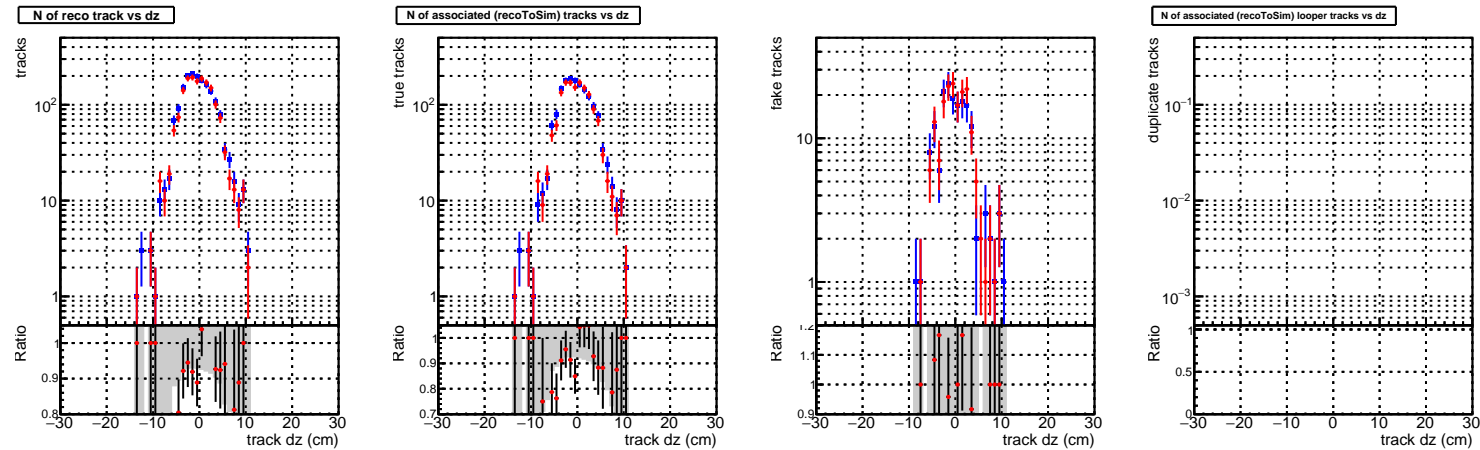 N of reco track vs dz
tracks
10²
10
1
Ratio
1
0.9
0.8
−30 −20 −10 0 10 20 30
track dz (cm)
N of associated (recoToSim) tracks vs dz
true tracks
10²
10
1
Ratio
1
0.9
0.8
0.7
−30 −20 −10 0 10 20 30
track dz (cm)
fake tracks
10
1
Ratio
1.2
1.1
1
0.9
−30 −20 −10 0 10 20 30
track dz (cm)
N of associated (recoToSim) looper tracks vs dz
duplicate tracks
10⁻¹
10⁻²
10⁻³
Ratio
1
0.5
0
−30 −20 −10 0 10 20 30
track dz (cm)